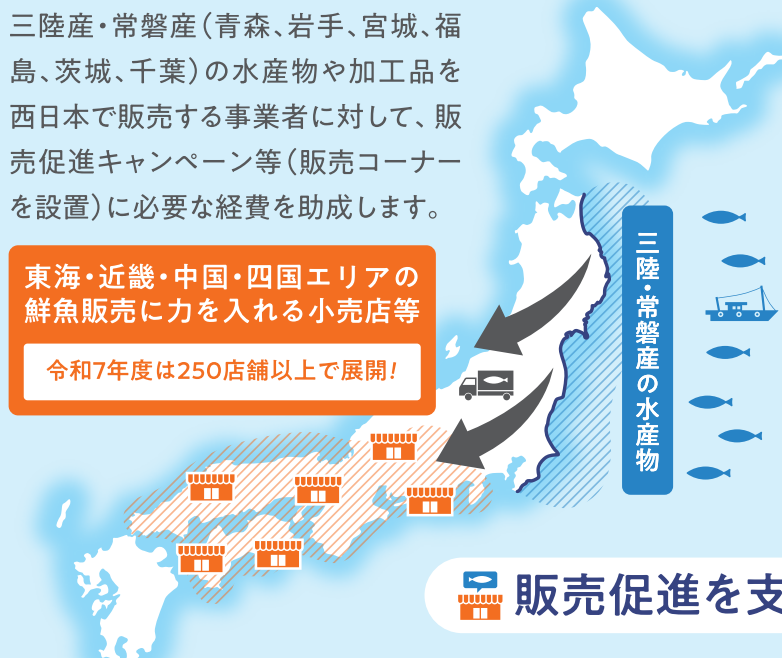 三陸産・常磐産（青森、岩手、宮城、福
島、茨城、千葉）の水産物や加工品を
西日本で販売する事業者に対して、販
売促進キャンペーン等（販売コーナー
を設置）に必要な経費を助成します。
東海・近畿・中国・四国エリアの
鮮魚販売に力を入れる小売店等
令和7年度は250店舗以上で展開！
三陸・常磐産の水産物
販売促進を支